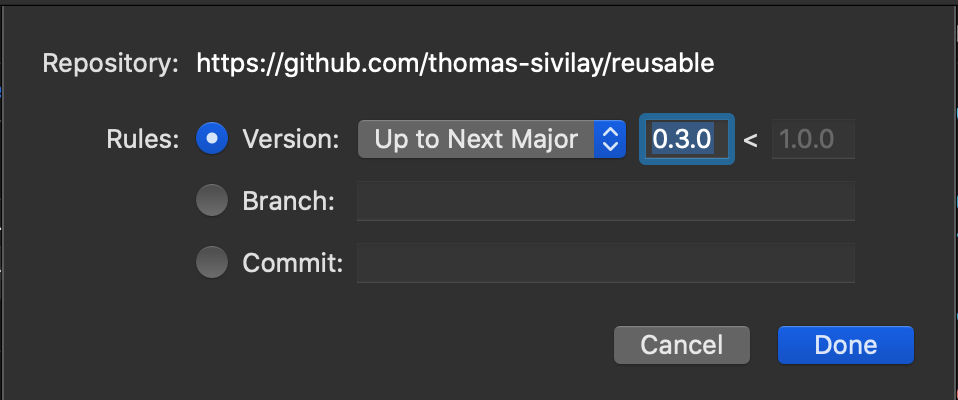 Repository: https://github.com/thomas-sivilay/reusable
Rules: Version: Up to Next Major 0.3.0 < 1.0.0
Branch:
Commit:
Cancel Done